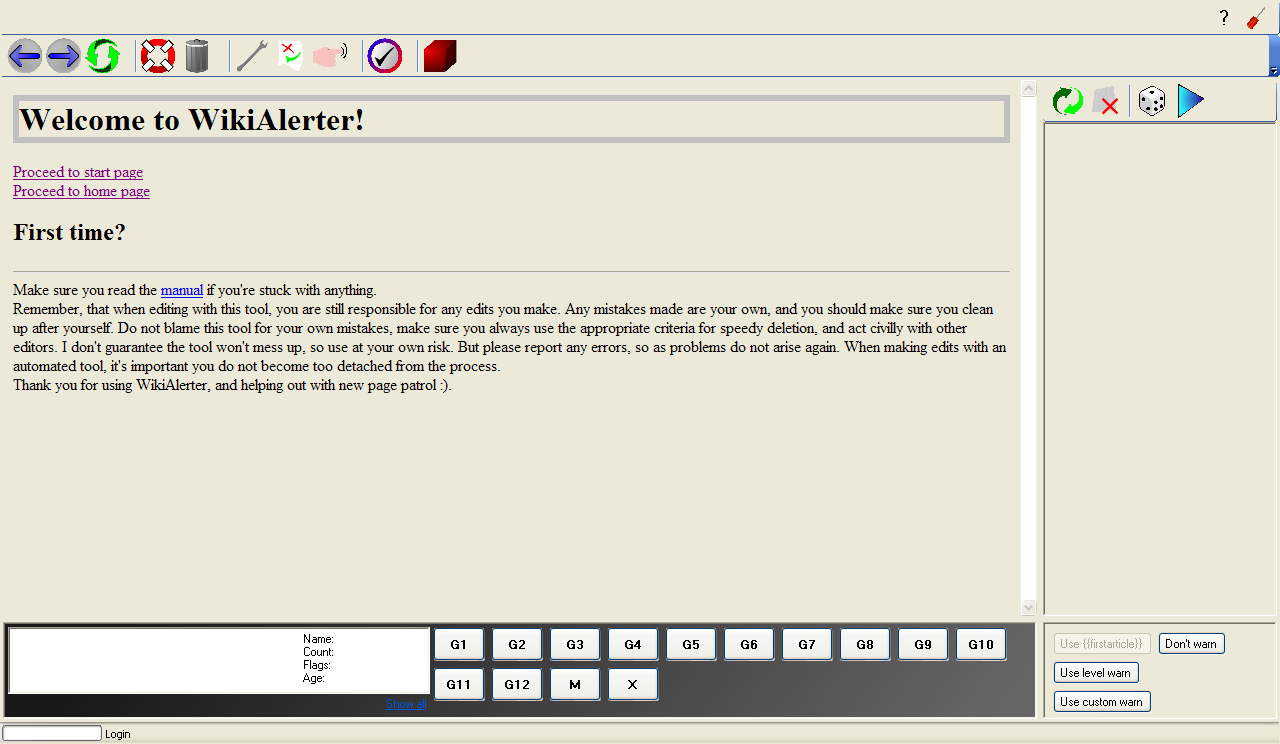 ?
Welcome to WikiAlerter!
Proceed to start page
Proceed to home page
First time?
Make sure you read the manual if you're stuck with anything.
Remember, that when editing with this tool, you are still responsible for any edits you make. Any mistakes made are your own, and you should make sure you clean
up after yourself. Do not blame this tool for your own mistakes, make sure you always use the appropriate criteria for speedy deletion, and act civilly with other
editors. I don't guarantee the tool won't mess up, so use at your own risk. But please report any errors, so as problems do not arise again. When making edits with an
automated tool, it's important you do not become too detached from the process.
Thank you for using WikiAlerter, and helping out with new page patrol :).
Name:
Count:
Flags:
Age:
Show all
G1 G2 G3 G4 G5 G6 G7 G8 G9 G10
G11 G12 M X
Use {{firstarticle}} Don't warn
Use level warn
Use custom warn
Login